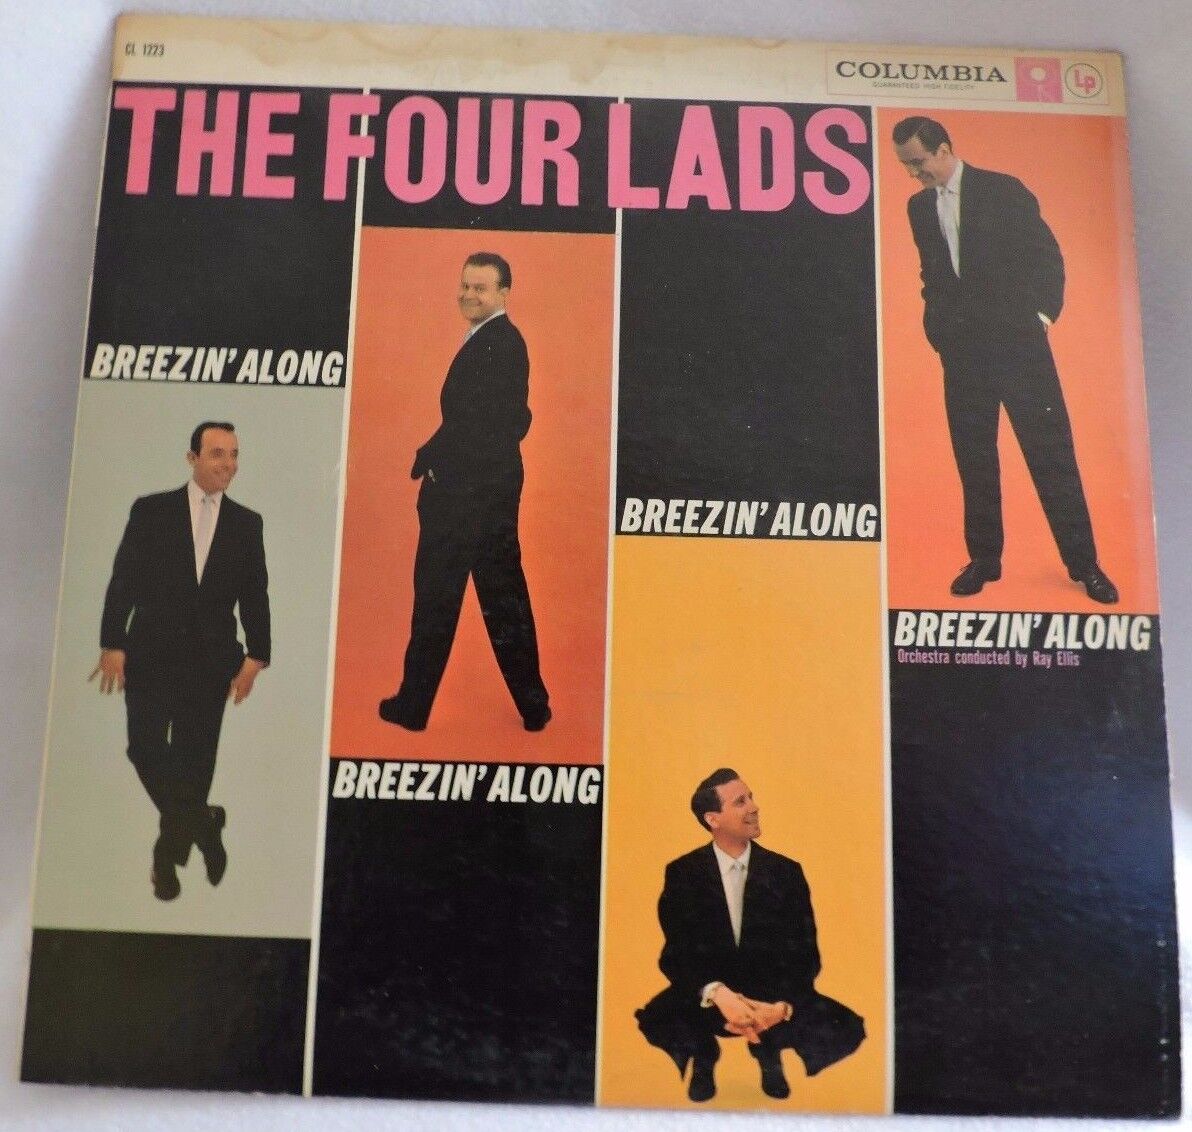 CL 1223
COLUMBIA
GUARANTEED HIGH FIDELITY
Lp
THE FOUR LADS
BREEZIN' ALONG
BREEZIN' ALONG
BREEZIN' ALONG
BREEZIN' ALONG
Orchestra conducted by Ray Ellis